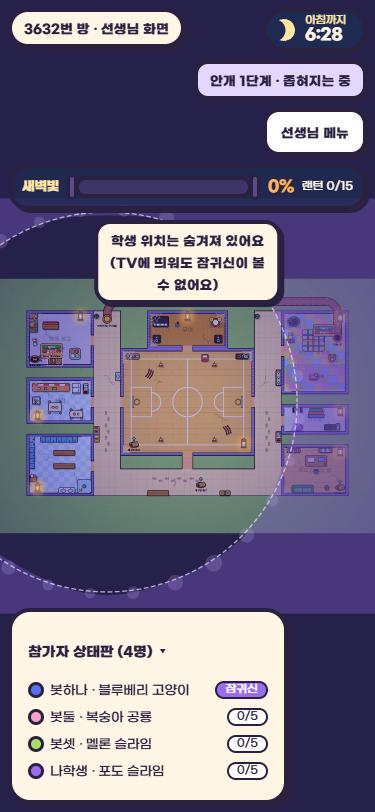 3632번 방 · 선생님 화면
아침까지
6:28
안개 1단계 · 좁혀지는 중
선생님 메뉴
새벽빛
0%
랜턴 0/15
학생 위치는 숨겨져 있어요
(TV에 띄워도 잠귀신이 볼
수 없어요)
참가자 상태판 (4명)
봇하나 · 블루베리 고양이
잠귀신
봇둘 · 복숭아 공룡
0/5
봇셋 · 멜론 슬라임
0/5
나학생 · 포도 슬라임
0/5